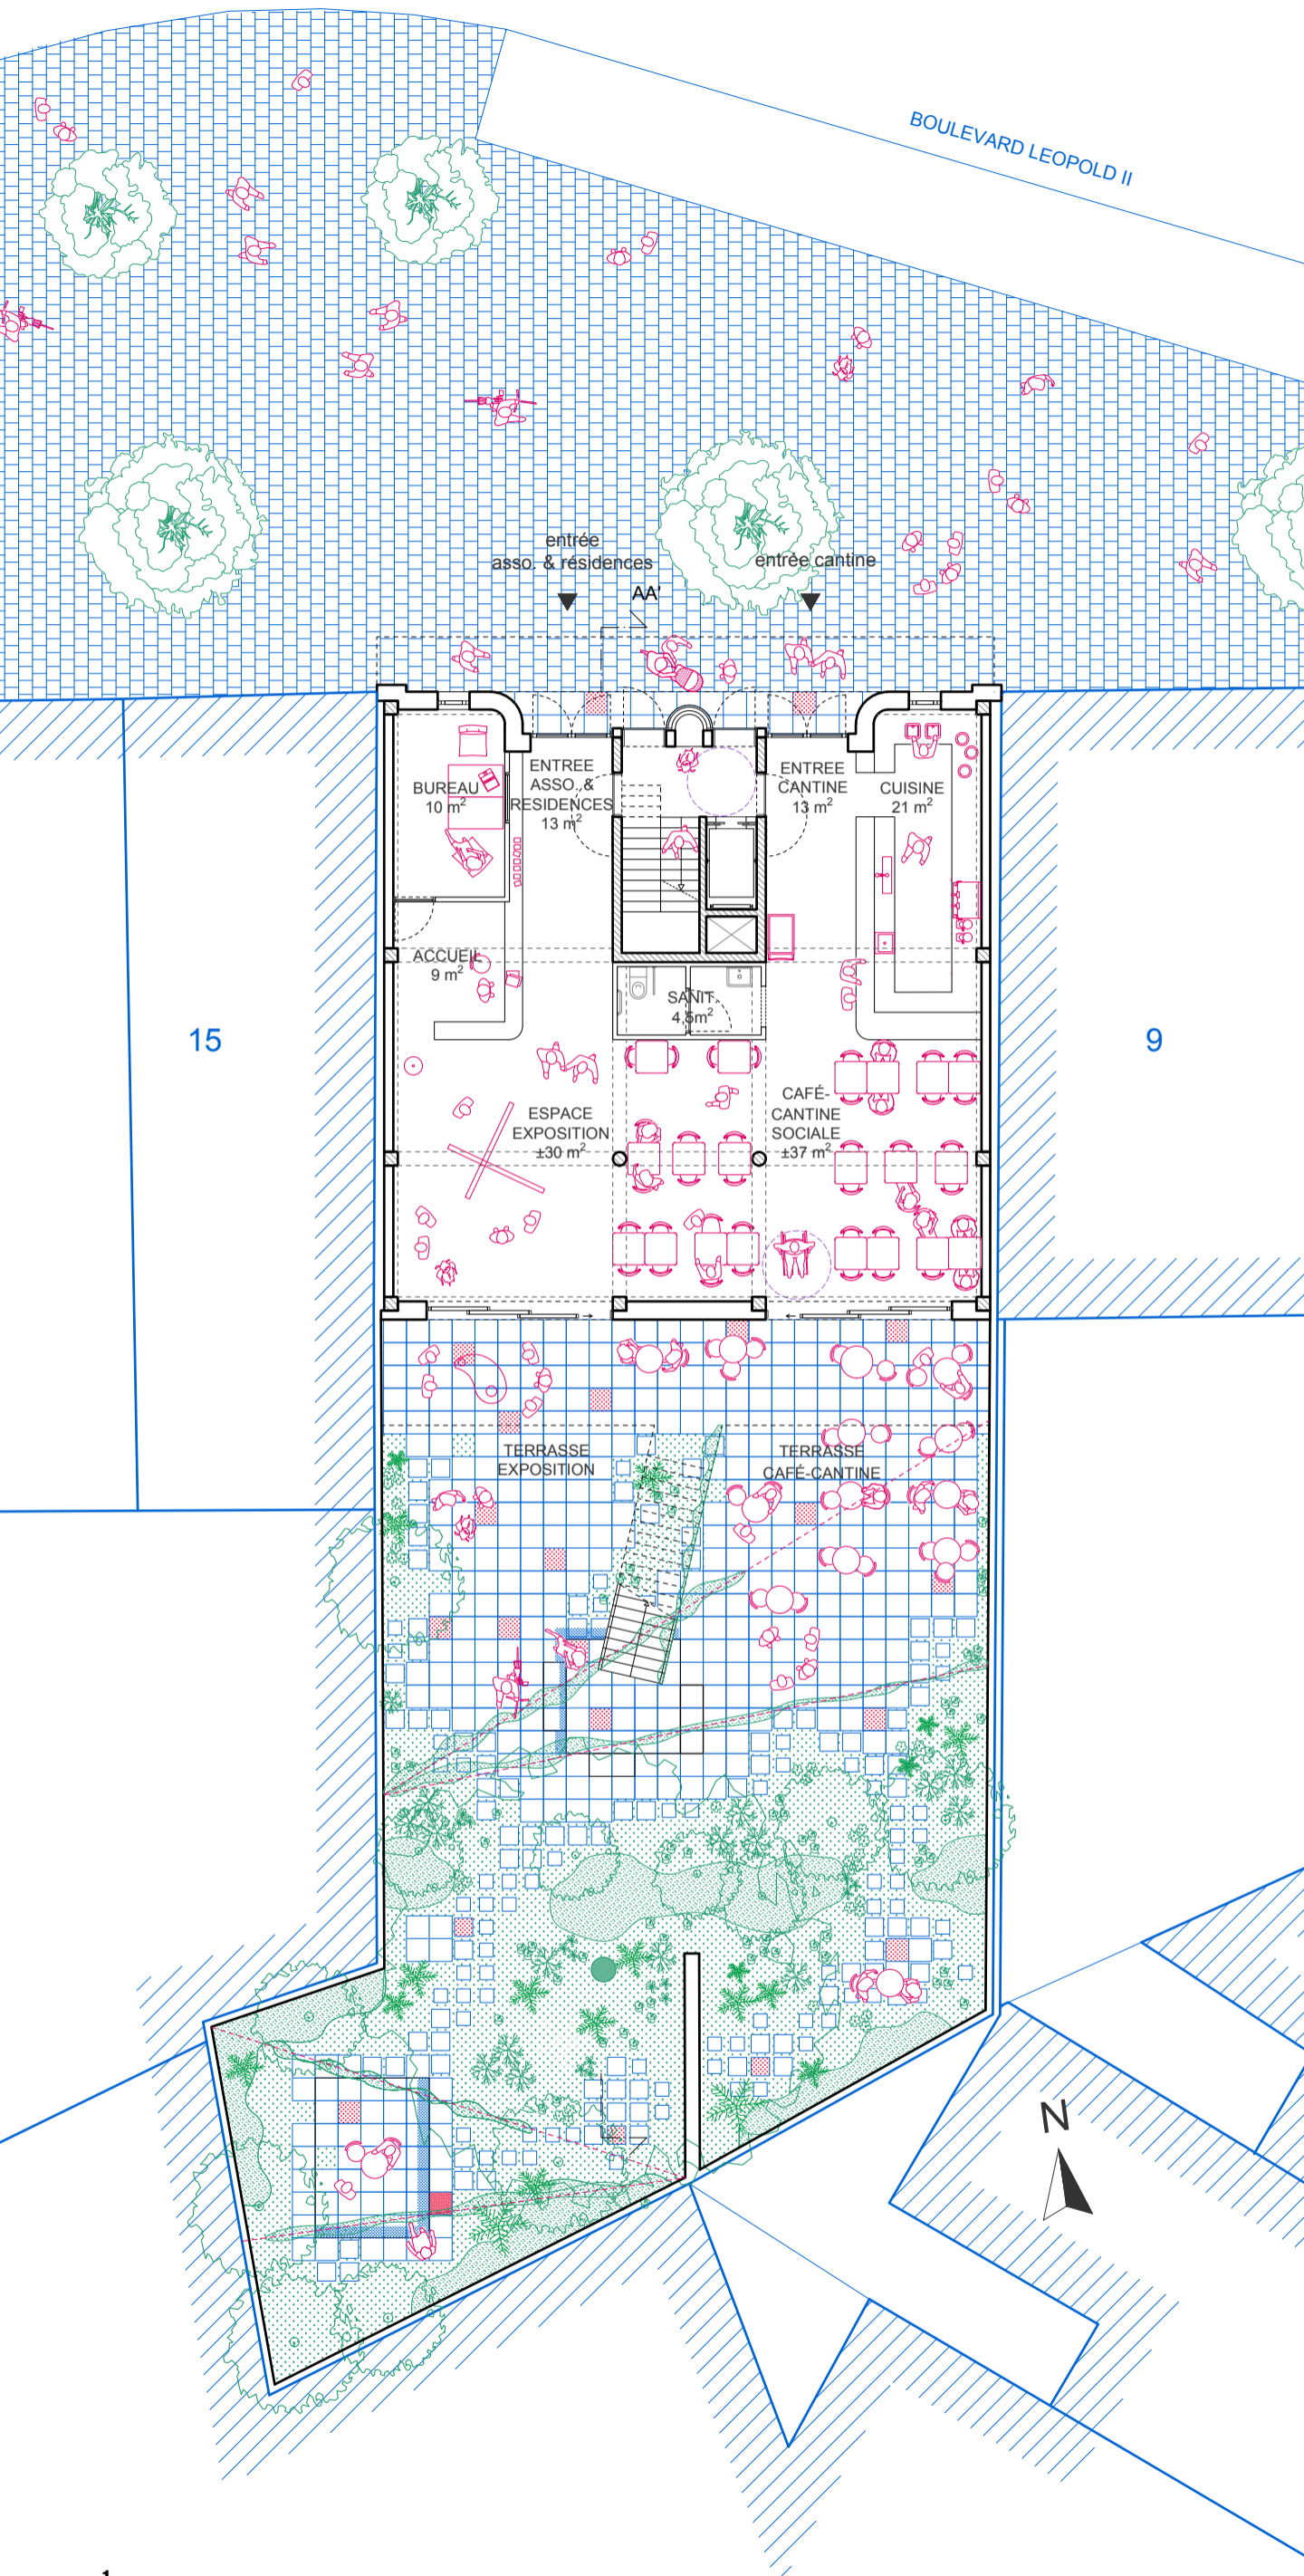 BOULEVARD LEOPOLD II
entrée
asso. & résidences
entrée cantine
AA'
BUREAU
10 m²
ENTREE
ASSO. &
RESIDENCES
13 m²
ENTREE
CANTINE
13 m²
CUISINE
21 m²
ACCUEIL
9 m²
SANIT.
4,5m²
15
9
ESPACE
EXPOSITION
±30 m²
CAFÉ-
CANTINE
SOCIALE
±37 m²
TERRASSE
EXPOSITION
TERRASSE
CAFÉ-CANTINE
N